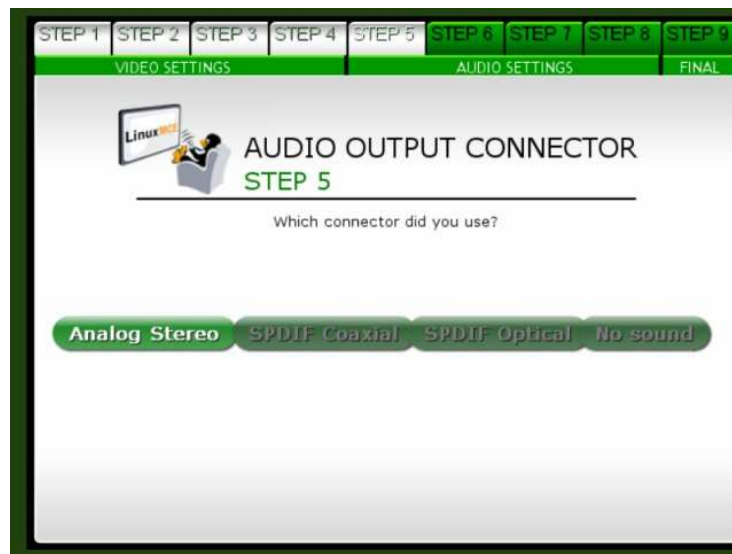 STEP 1 STEP 2 STEP 3 STEP 4 STEP 5 STEP 6 STEP 7 STEP 8 STEP 9
VIDEO SETTINGS AUDIO SETTINGS FINAL
LinuxMCE
AUDIO OUTPUT CONNECTOR
STEP 5
Which connector did you use?
Analog Stereo SPDIF Coaxial SPDIF Optical No sound